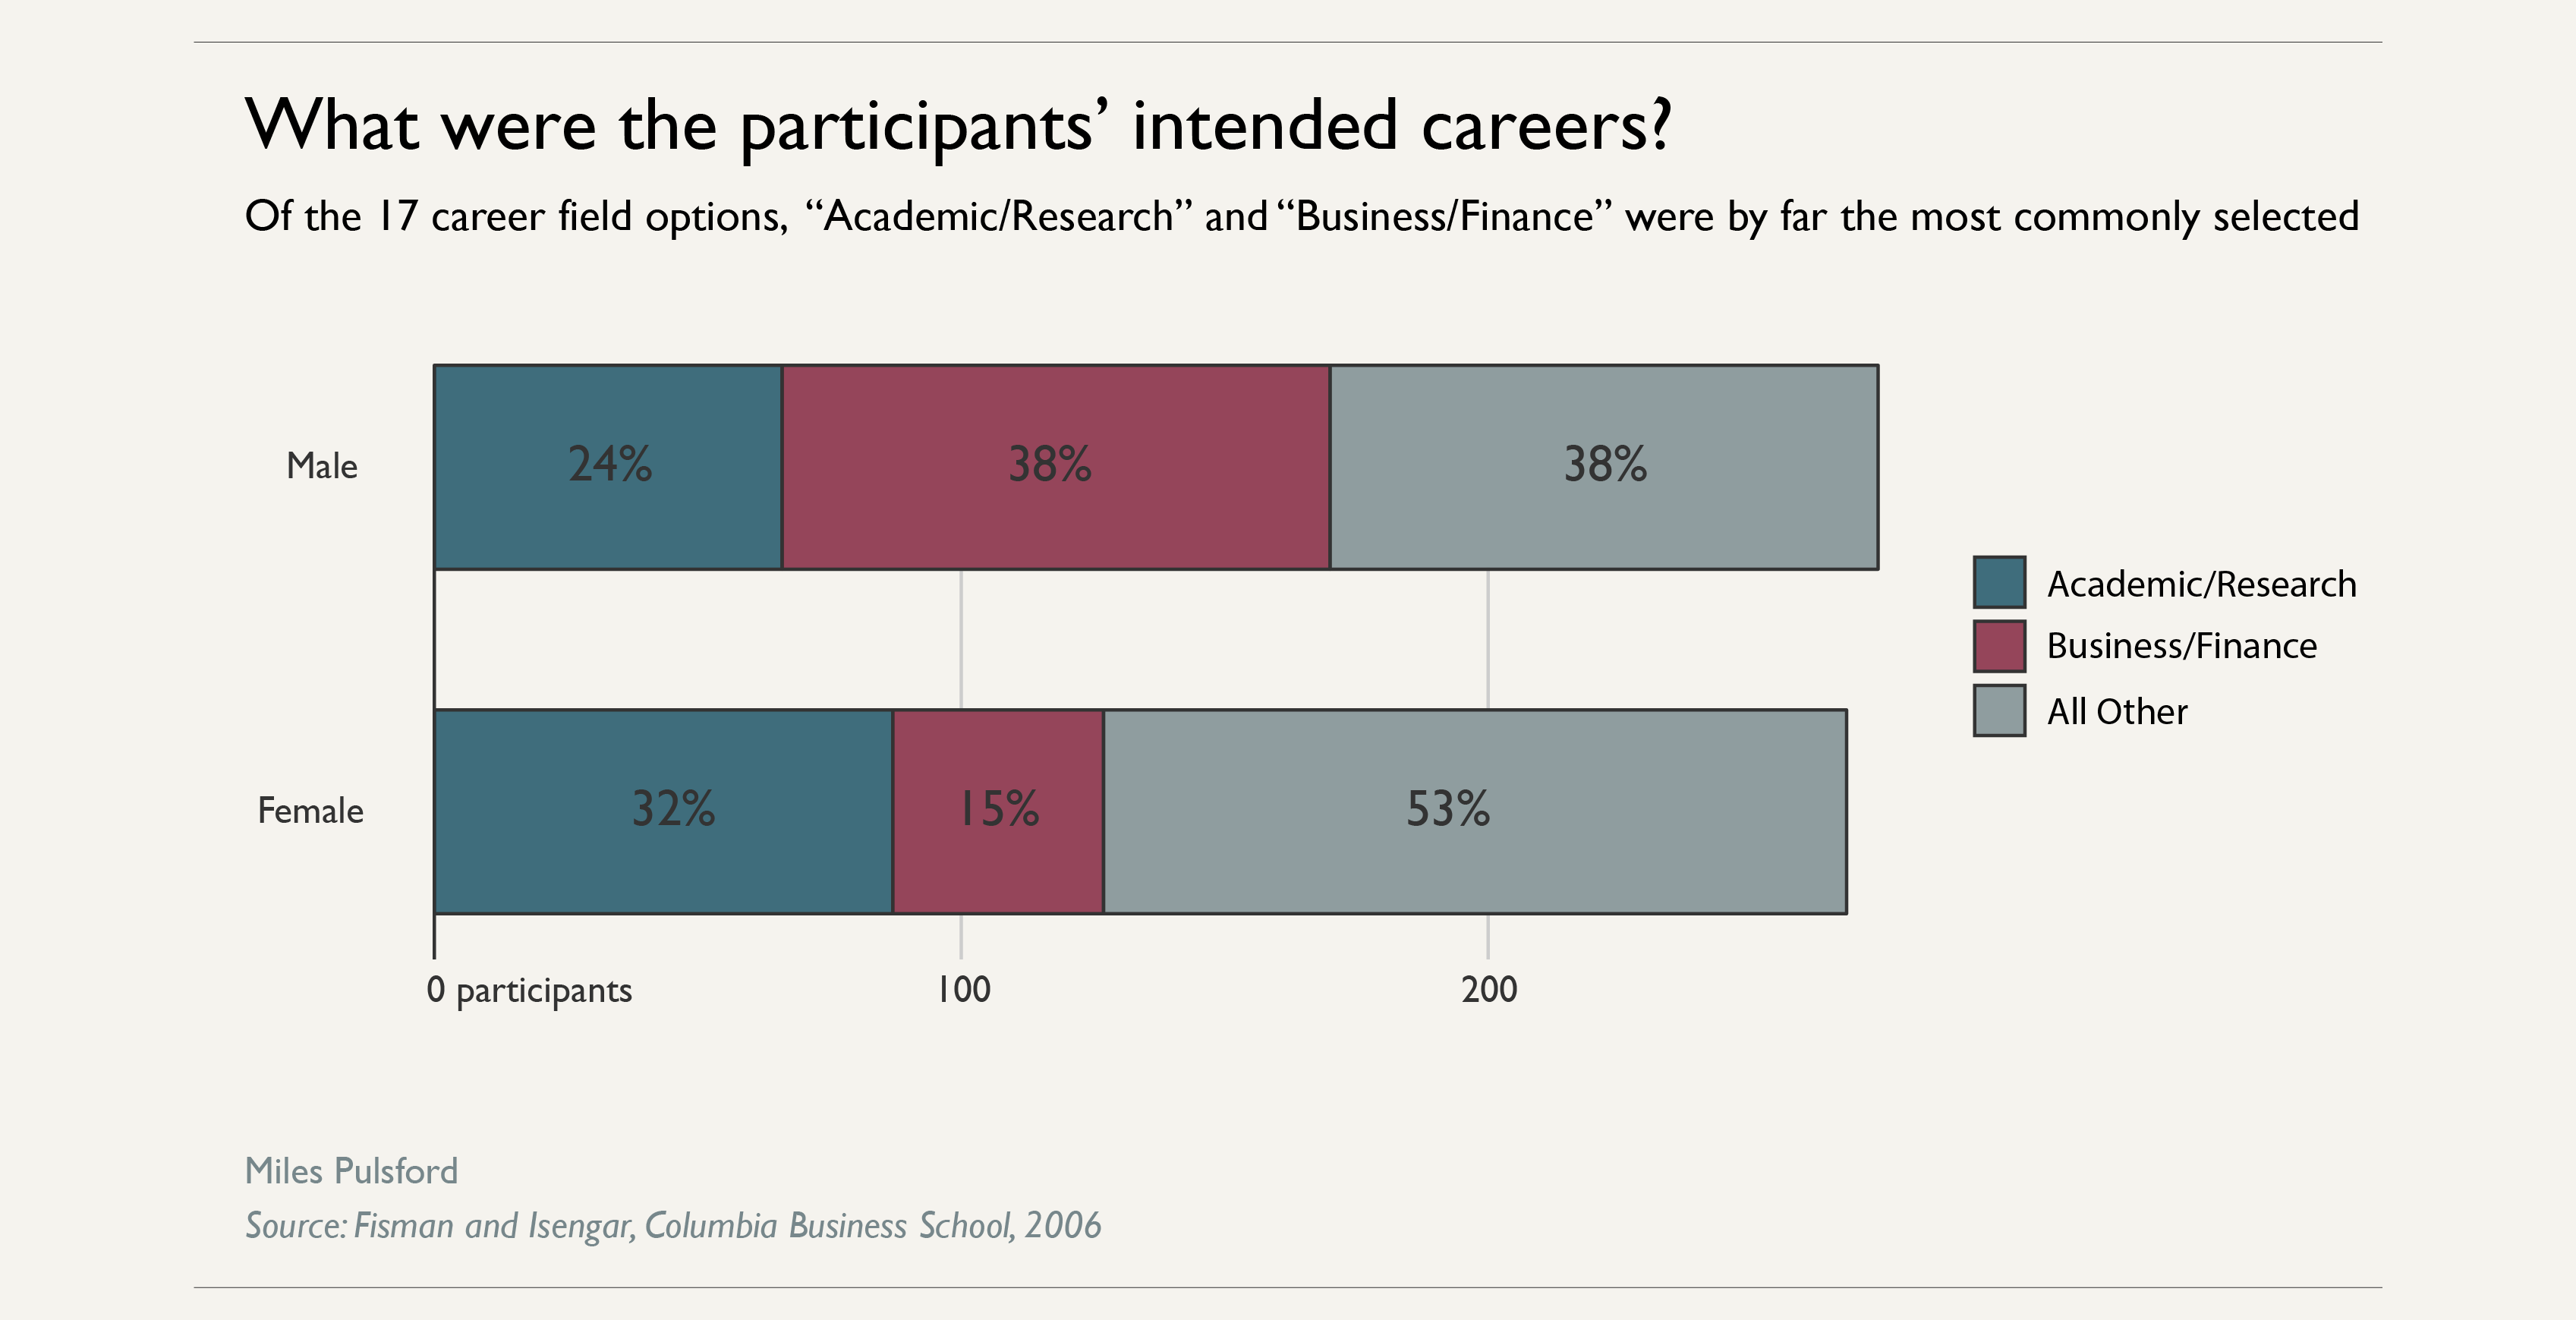 What were the participants’ intended careers?
Of the 17 career field options, “Academic/Research” and “Business/Finance” were by far the most commonly selected
Male
24%
38%
38%
Academic/Research
Business/Finance
All Other
Female
32%
15%
53%
0 participants
100
200
Miles Pulsford
Source: Fisman and Isengar, Columbia Business School, 2006